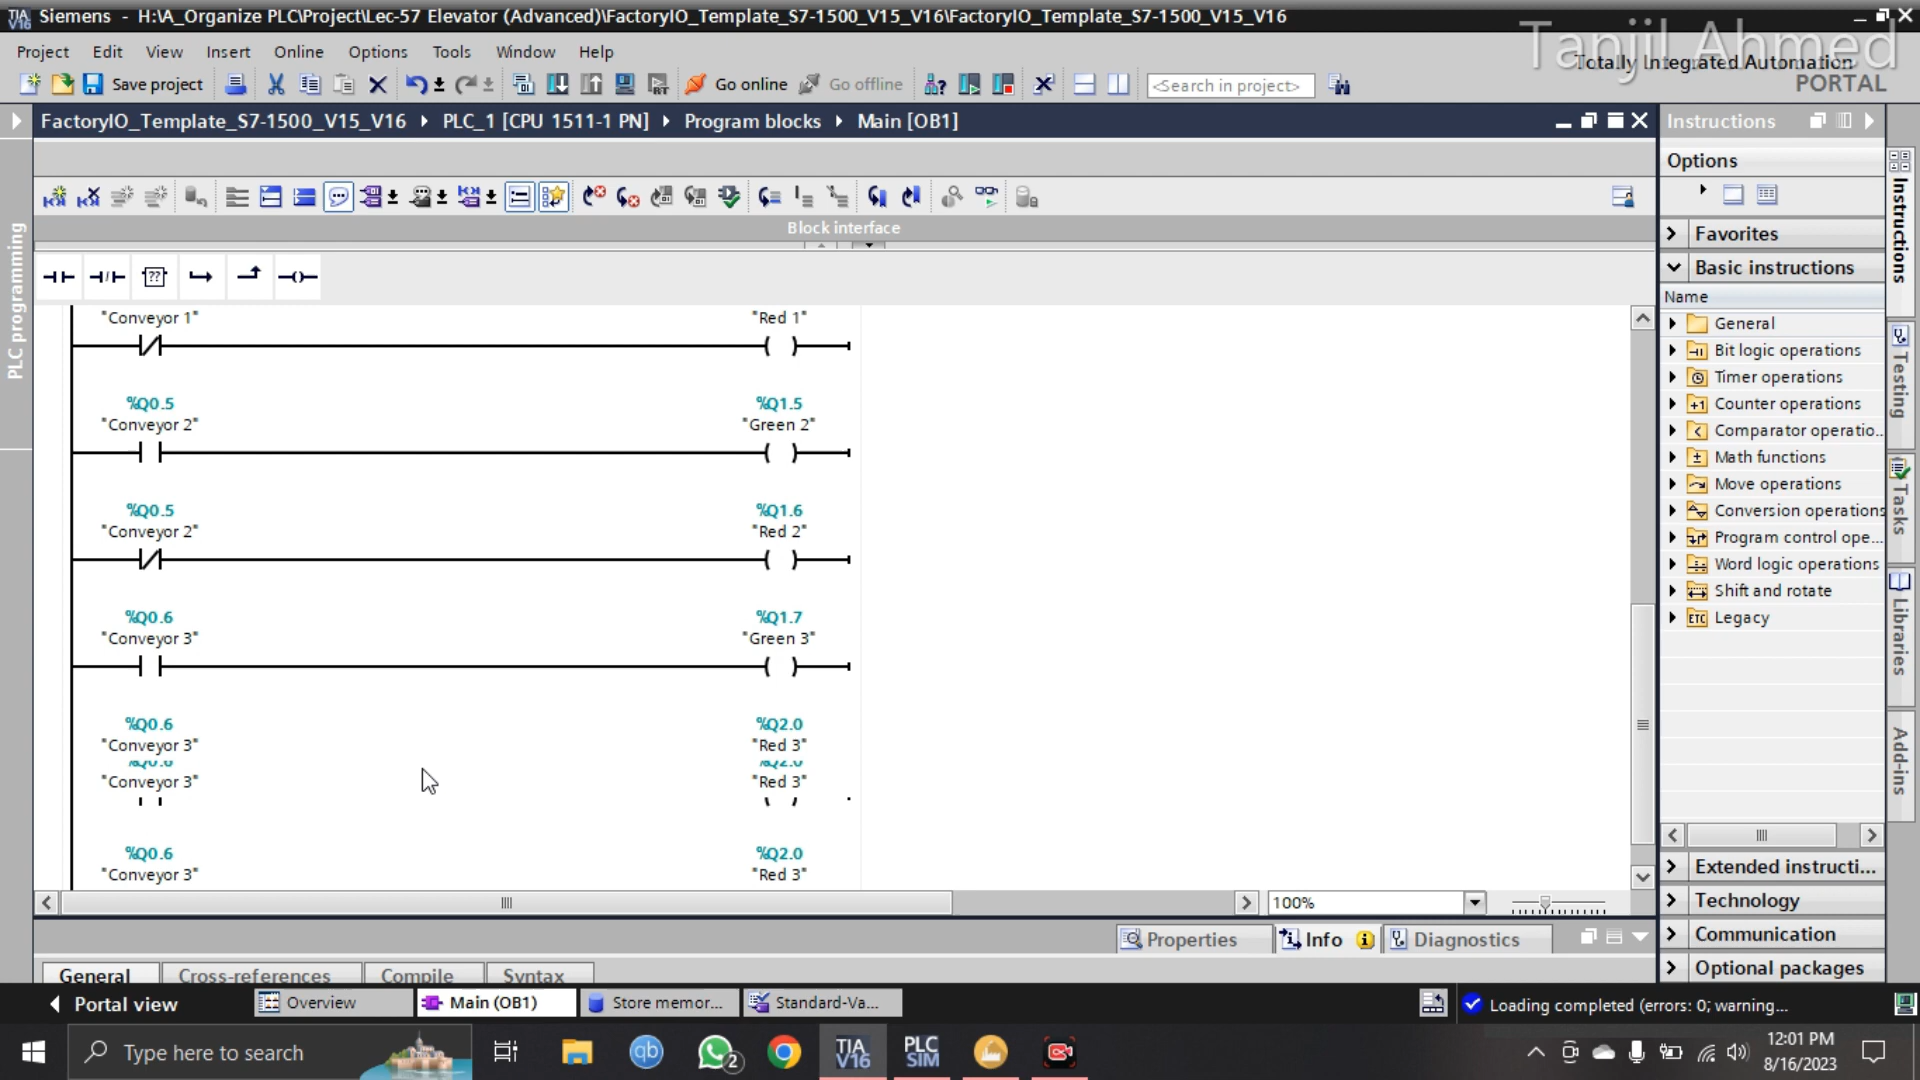 Siemens - H:\A_Organize PLC\Project\Lec-57 Elevator (Advanced)\FactoryIO_Template_S7-1500_V15_V16\FactoryIO_Template_S7-1500_V15_V16
Tanjil Ahmed
Project Edit View Insert Online Options Tools Window Help
Totally Integrated Automation
PORTAL
Save project
Go online
Go offline
<Search in project>
FactoryIO_Template_S7-1500_V15_V16 PLC_1 [CPU 1511-1 PN] Program blocks Main [OB1]
Instructions
Options
Block interface
PLC programming
Favorites
Basic instructions
Name
General
Bit logic operations
Timer operations
Counter operations
Comparator operatio...
Math functions
Move operations
Conversion operations
Program control ope...
Word logic operations
Shift and rotate
Legacy
Extended instructi...
Technology
Communication
Optional packages
Instructions
Testing
Tasks
Libraries
Add-ins
"Conveyor 1" "Red 1"
%Q0.5 %Q1.5
"Conveyor 2" "Green 2"
%Q0.5 %Q1.6
"Conveyor 2" "Red 2"
%Q0.6 %Q1.7
"Conveyor 3" "Green 3"
%Q0.6 %Q2.0
"Conveyor 3" "Red 3"
"Conveyor 3" "Red 3"
%Q0.6 %Q2.0
"Conveyor 3" "Red 3"
100%
Properties Info Diagnostics
General Cross-references Compile Syntax
Portal view Overview Main (OB1) Store memor... Standard-Va...
Loading completed (errors: 0; warning...
Type here to search
2
TIA V16
PLC SIM
12:01 PM
8/16/2023